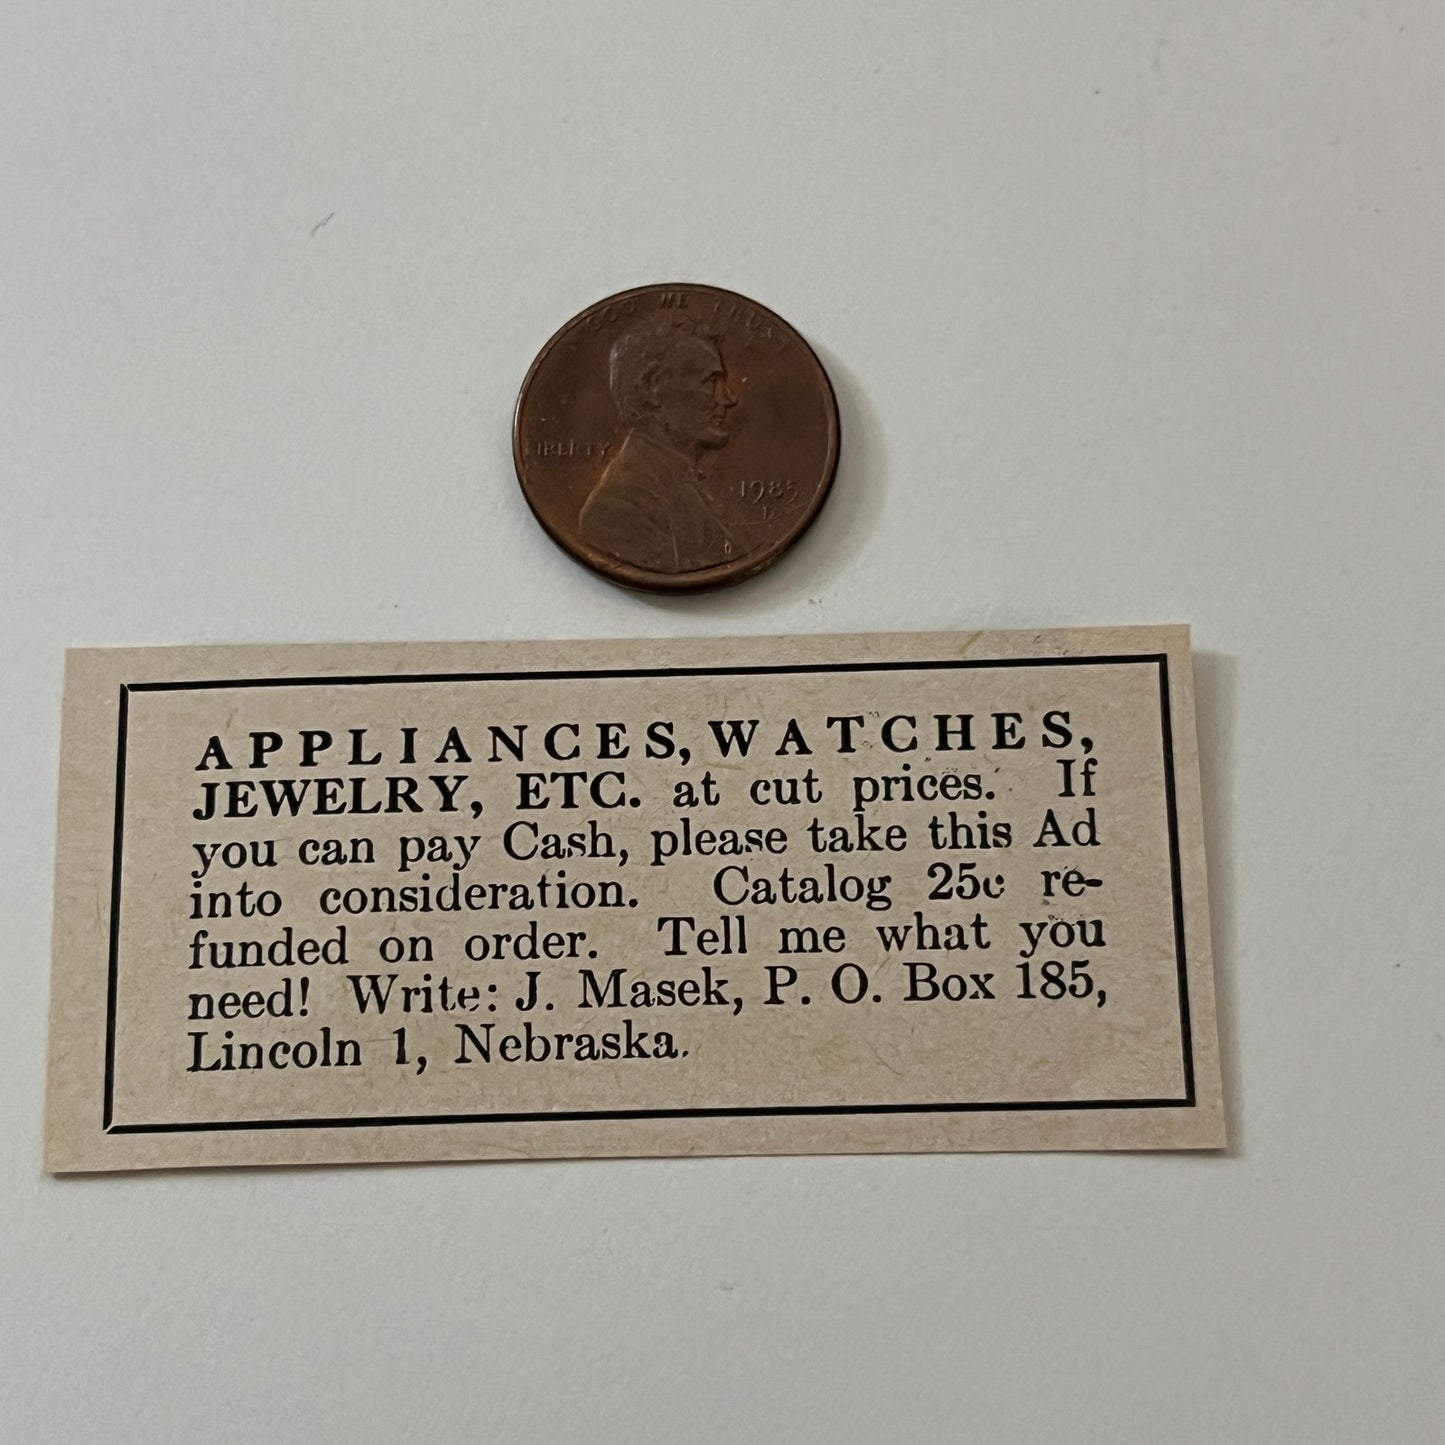 IN GOD WE TRUST
LIBERTY
1985
D
APPLIANCES, WATCHES,
JEWELRY, ETC. at cut prices. If
you can pay Cash, please take this Ad
into consideration. Catalog 25c re-
funded on order. Tell me what you
need! Write: J. Masek, P. O. Box 185,
Lincoln 1, Nebraska.